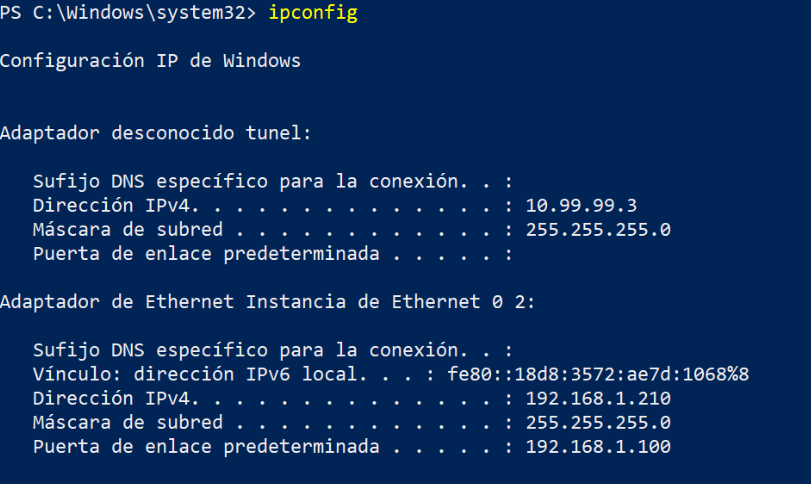 PS C:\Windows\system32> ipconfig
Configuración IP de Windows
Adaptador desconocido tunel:
Sufijo DNS específico para la conexión. . :
Dirección IPv4. . . . . . . . . . . . . . : 10.99.99.3
Máscara de subred . . . . . . . . . . . . : 255.255.255.0
Puerta de enlace predeterminada . . . . . :
Adaptador de Ethernet Instancia de Ethernet 0 2:
Sufijo DNS específico para la conexión. . :
Vínculo: dirección IPv6 local. . . : fe80::18d8:3572:ae7d:1068%8
Dirección IPv4. . . . . . . . . . . . . . : 192.168.1.210
Máscara de subred . . . . . . . . . . . . : 255.255.255.0
Puerta de enlace predeterminada . . . . . : 192.168.1.100